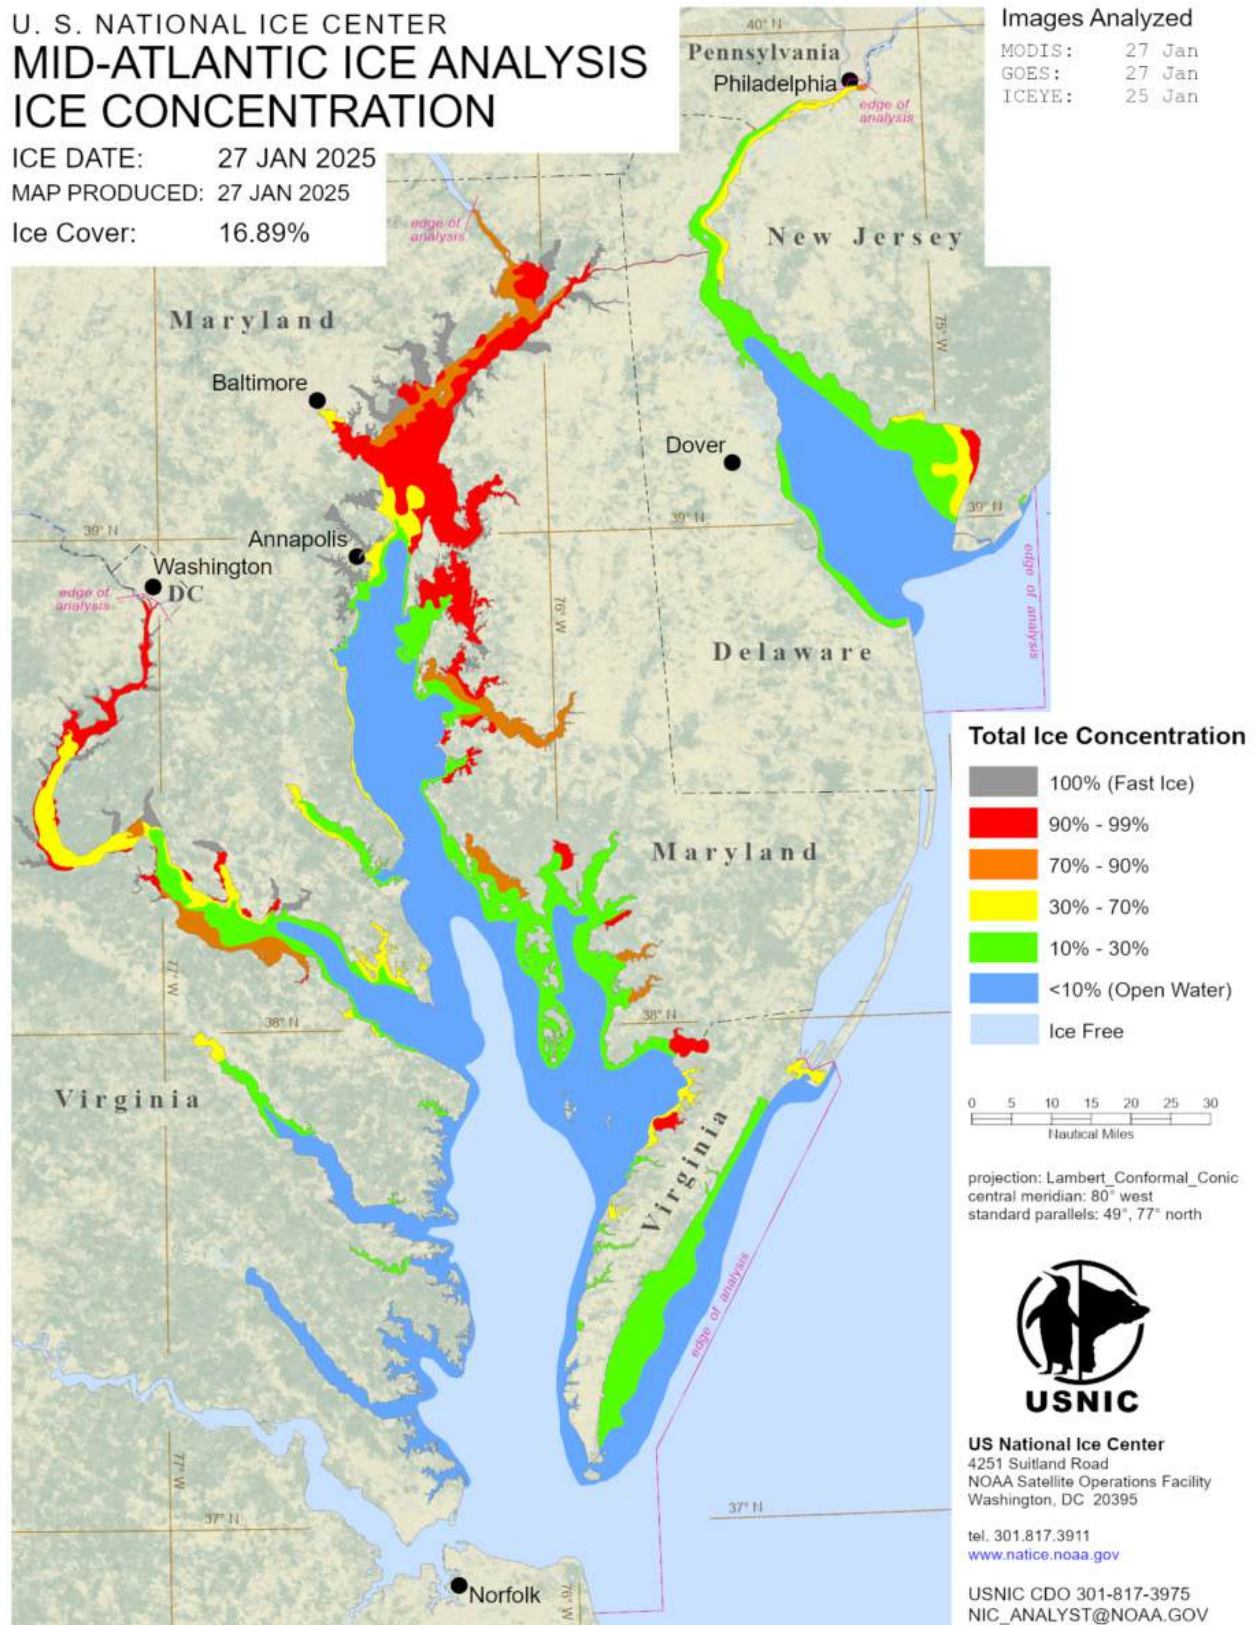 U. S. NATIONAL ICE CENTER
MID-ATLANTIC ICE ANALYSIS
ICE CONCENTRATION
ICE DATE: 27 JAN 2025
MAP PRODUCED: 27 JAN 2025
Ice Cover: 16.89%
Images Analyzed
MODIS: 27 Jan
GOES: 27 Jan
ICEYE: 25 Jan
40° N
Pennsylvania
Philadelphia
edge of
analysis
edge of
analysis
New Jersey
Maryland
75° W
Baltimore
Dover
39° N
39° N
39° N
Annapolis
Washington
DC
edge of
analysis
76° W
edge of analysis
Delaware
Maryland
77° W
38° N
38° N
Virginia
Virginia
edge of analysis
77° W
37° N
37° N
Norfolk
76° W
Total Ice Concentration
100% (Fast Ice)
90% - 99%
70% - 90%
30% - 70%
10% - 30%
<10% (Open Water)
Ice Free
0 5 10 15 20 25 30
Nautical Miles
projection: Lambert_Conformal_Conic
central meridian: 80° west
standard parallels: 49°, 77° north
USNIC
US National Ice Center
4251 Suitland Road
NOAA Satellite Operations Facility
Washington, DC 20395
tel. 301.817.3911
www.natice.noaa.gov
USNIC CDO 301-817-3975
NIC_ANALYST@NOAA.GOV